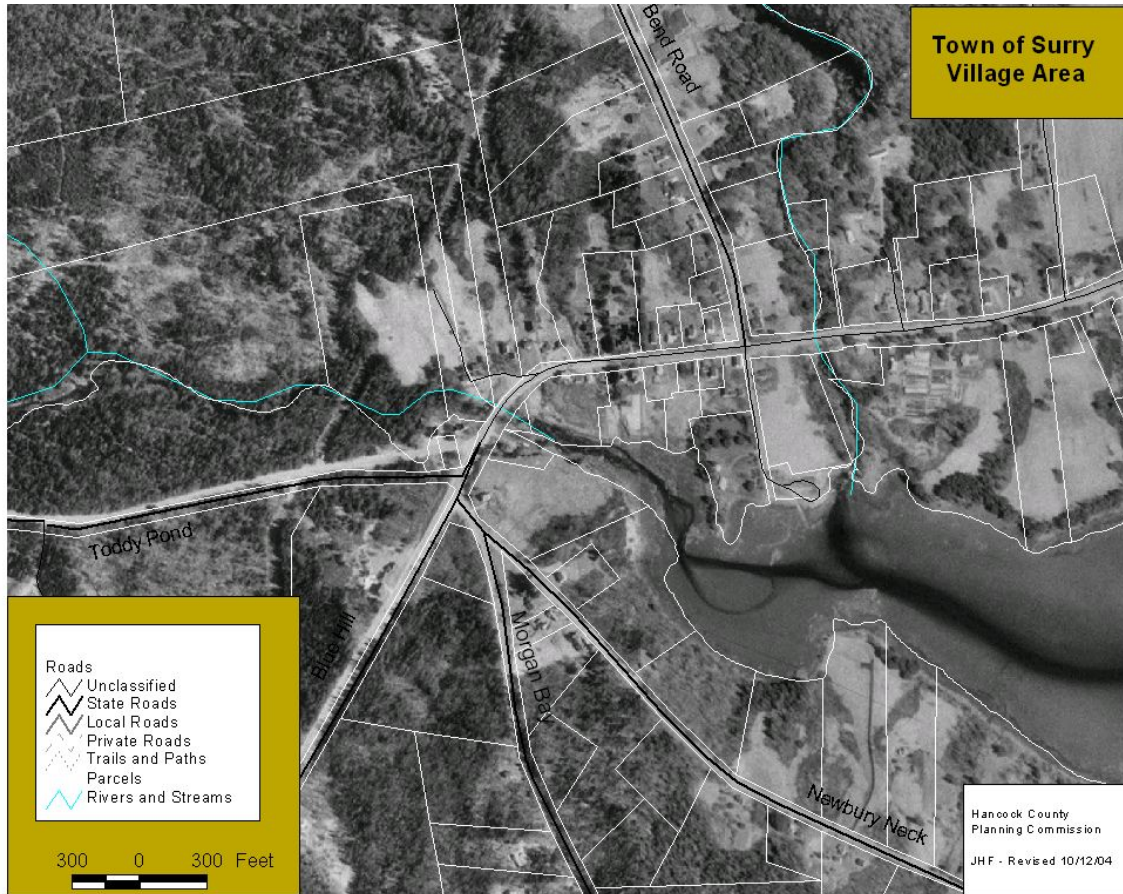 Town of Surry
Village Area
Bend Road
Toddy Pond
Blue Hill
Morgan Bay
Newbury Neck
Roads
Unclassified
State Roads
Local Roads
Private Roads
Trails and Paths
Parcels
Rivers and Streams
300 0 300 Feet
Hancock County
Planning Commission
JHF - Revised 10/12/04